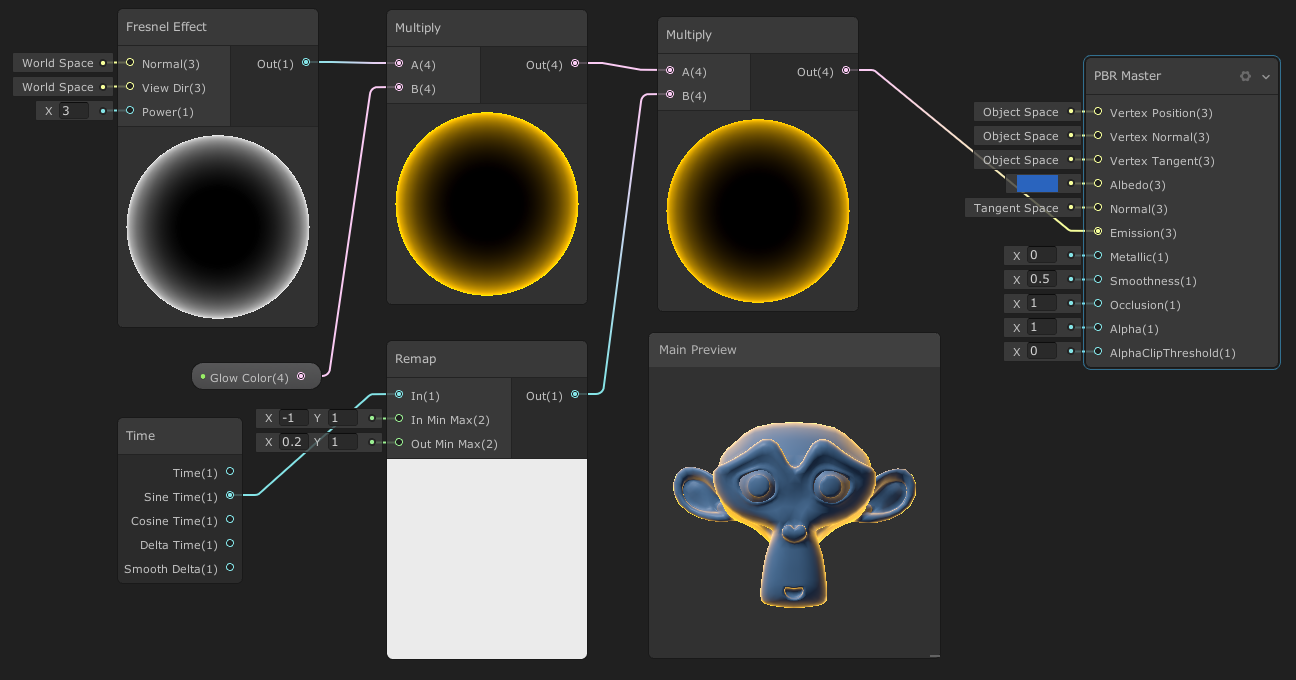 Fresnel Effect
World Space
Normal(3)
Out(1)
World Space
View Dir(3)
X 3
Power(1)
Multiply
A(4)
Out(4)
B(4)
Multiply
A(4)
Out(4)
B(4)
PBR Master
Object Space
Vertex Position(3)
Object Space
Vertex Normal(3)
Object Space
Vertex Tangent(3)
Albedo(3)
Tangent Space
Normal(3)
Emission(3)
X 0
Metallic(1)
X 0.5
Smoothness(1)
X 1
Occlusion(1)
X 1
Alpha(1)
X 0
AlphaClipThreshold(1)
Glow Color(4)
Remap
In(1)
Out(1)
X -1 Y 1
In Min Max(2)
X 0.2 Y 1
Out Min Max(2)
Time
Time(1)
Sine Time(1)
Cosine Time(1)
Delta Time(1)
Smooth Delta(1)
Main Preview